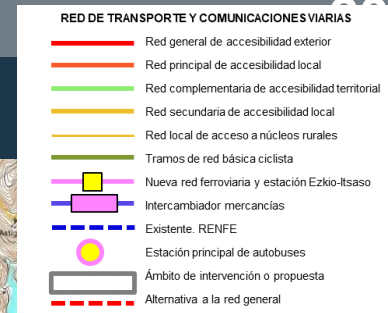 RED DE TRANSPORTE Y COMUNICACIONES VIARIAS
Red general de accesibilidad exterior
Red principal de accesibilidad local
Red complementaria de accesibilidad territorial
Red secundaria de accesibilidad local
Red local de acceso a núcleos rurales
Tramos de red básica ciclista
Nueva red ferroviaria y estación Ezkio-Itsaso
Intercambiador mercancías
Existente. RENFE
Estación principal de autobuses
Ámbito de intervención o propuesta
Alternativa a la red general